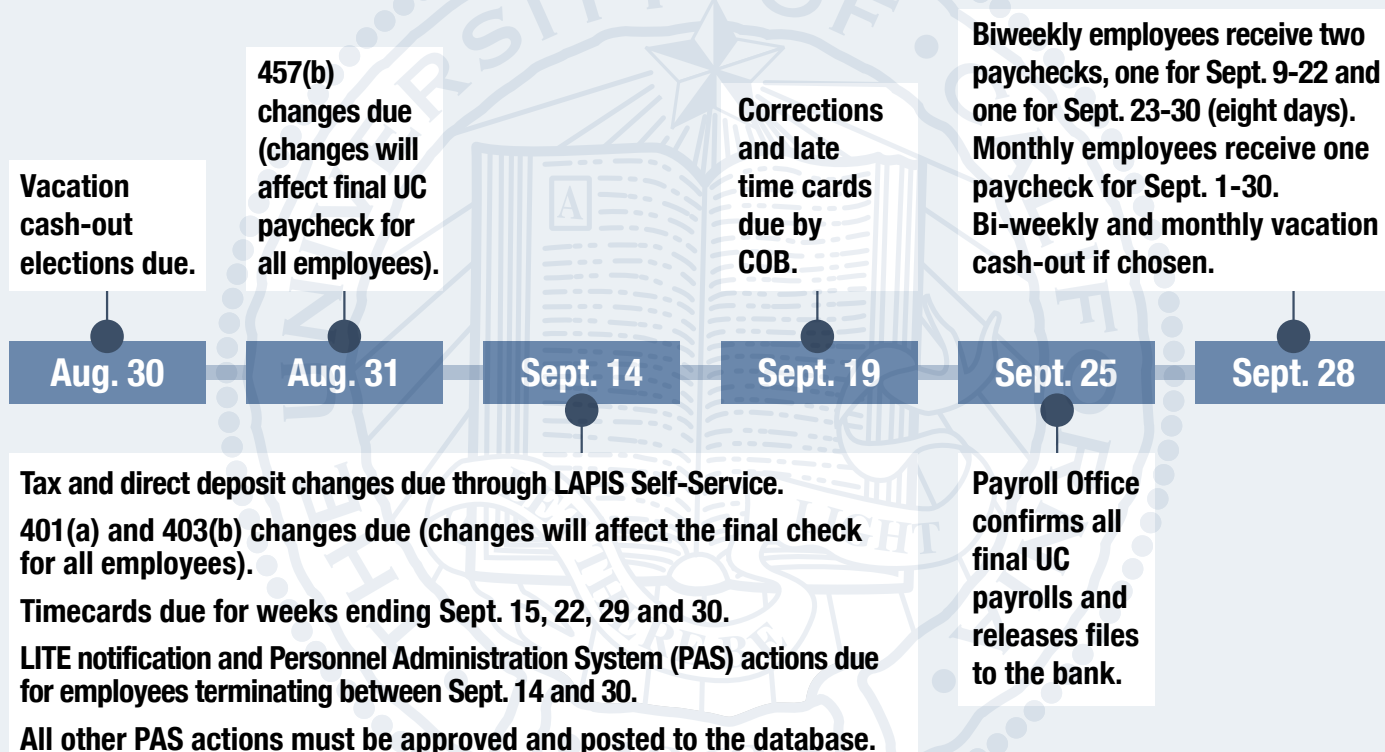 Vacation
cash-out
elections due.
457(b)
changes due
(changes will
affect final UC
paycheck for
all employees).
Corrections
and late
time cards
due by
COB.
Biweekly employees receive two
paychecks, one for Sept. 9-22 and
one for Sept. 23-30 (eight days).
Monthly employees receive one
paycheck for Sept. 1-30.
Bi-weekly and monthly vacation
cash-out if chosen.
Aug. 30
Aug. 31
Sept. 14
Sept. 19
Sept. 25
Sept. 28
Tax and direct deposit changes due through LAPIS Self-Service.
401(a) and 403(b) changes due (changes will affect the final check
for all employees).
Timecards due for weeks ending Sept. 15, 22, 29 and 30.
LITE notification and Personnel Administration System (PAS) actions due
for employees terminating between Sept. 14 and 30.
All other PAS actions must be approved and posted to the database.
Payroll Office
confirms all
final UC
payrolls and
releases files
to the bank.
A
LIGHT
THERE BE